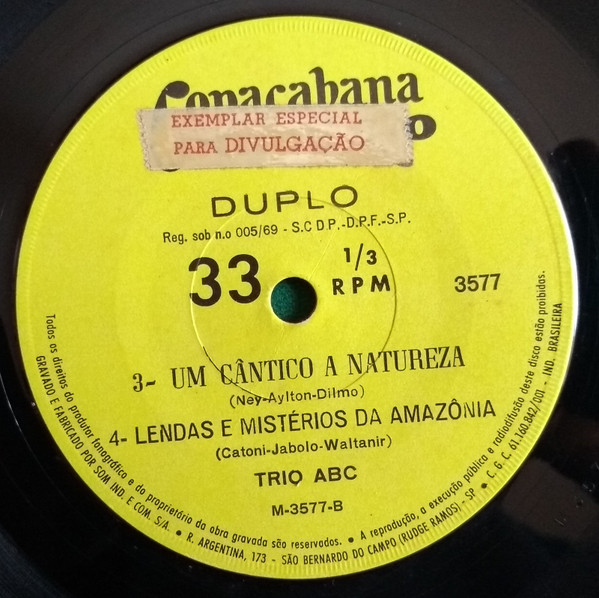 Copacabana
EXEMPLAR ESPECIAL
PARA DIVULGAÇÃO
DUPLO
Reg. sob n.o 005/69 - S.C D P.-D.P.F.-S.P.
33 1/3
RPM
3577
3- UM CÂNTICO A NATUREZA
(Ney-Aylton-Dilmo)
4- LENDAS E MISTÉRIOS DA AMAZÔNIA
(Catoni-Jabolo-Waltanir)
TRIO ABC
M-3577-B
Todos os direitos do produtor fonográfico e do proprietário da obra gravada são reservados. • A reprodução, a execução pública e radiodifusão deste disco estão proibidas.
GRAVADO E FABRICADO POR SOM IND. E COM. S/A. • R. ARGENTINA, 173 - SÃO BERNARDO DO CAMPO (RUDGE RAMOS) - SP • C. G. C. 61.160.842/001 - IND. BRASILEIRA